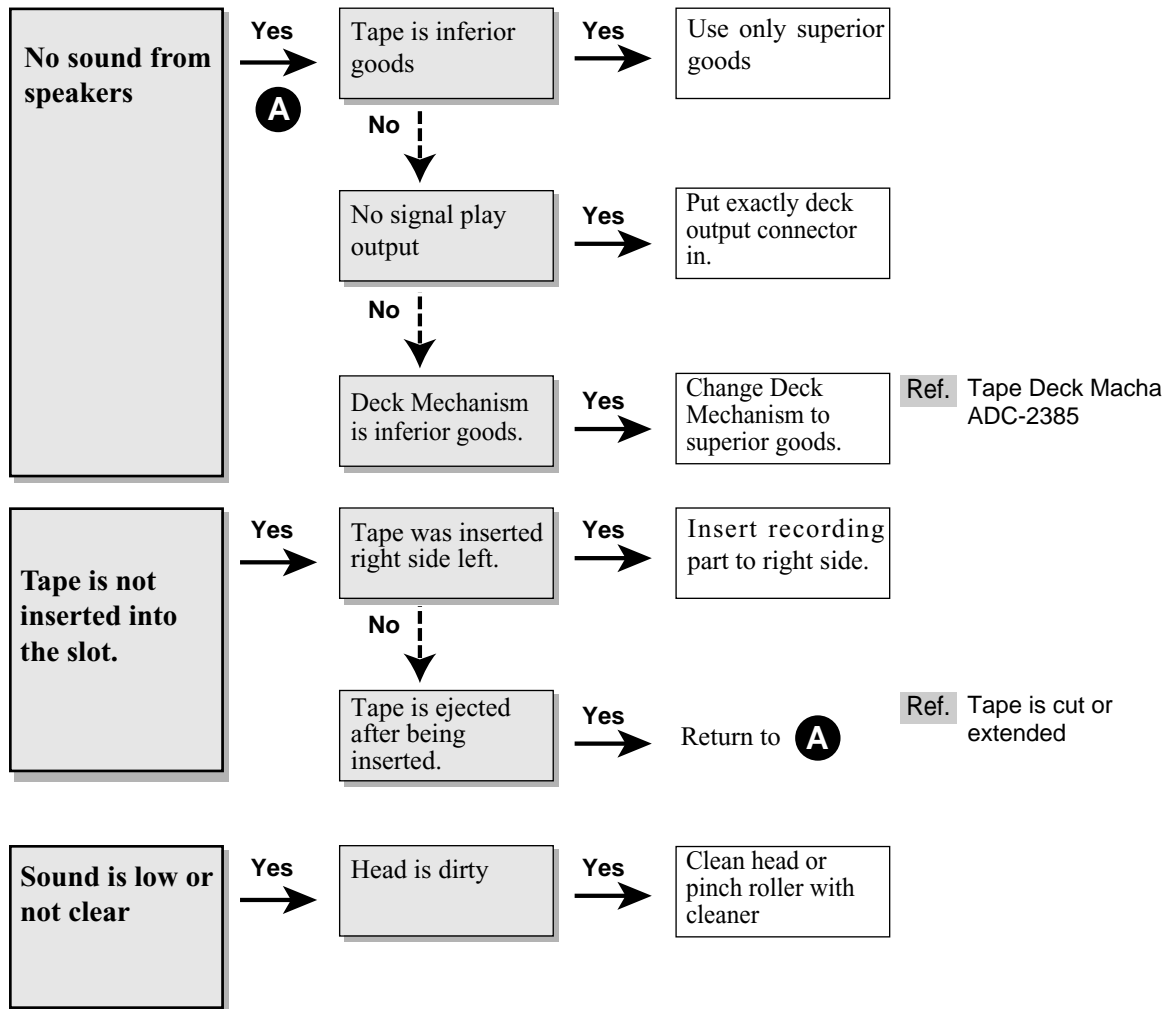 No sound from
speakers
Yes
A
Tape is inferior
goods
Yes
Use only superior
goods
No
No signal play
output
Yes
Put exactly deck
output connector
in.
No
Deck Mechanism
is inferior goods.
Yes
Change Deck
Mechanism to
superior goods.
Ref. Tape Deck Macha
ADC-2385
Tape is not
inserted into
the slot.
Yes
Tape was inserted
right side left.
Yes
Insert recording
part to right side.
No
Tape is ejected
after being
inserted.
Yes
Return to A
Ref. Tape is cut or
extended
Sound is low or
not clear
Yes
Head is dirty
Yes
Clean head or
pinch roller with
cleaner